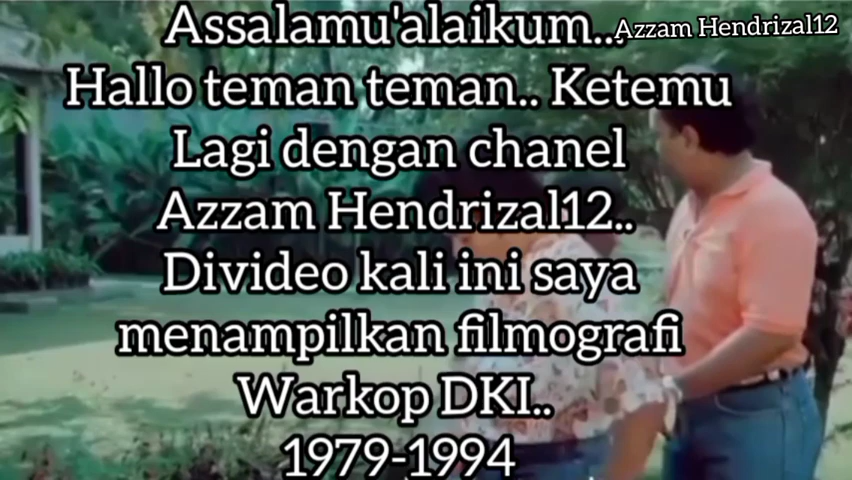 Assalamu'alaikum...
Azzam Hendrizal12
Hallo teman teman.. Ketemu
Lagi dengan chanel
Azzam Hendrizal12..
Divideo kali ini saya
menampilkan filmografi
Warkop DKI..
1979-1994